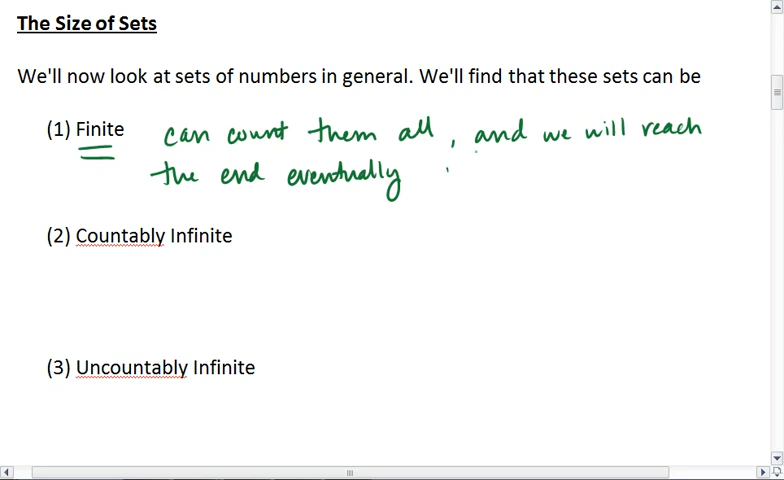 The Size of Sets
We'll now look at sets of numbers in general. We'll find that these sets can be
(1) Finite can count them all, and we will reach
the end eventually
(2) Countably Infinite
(3) Uncountably Infinite